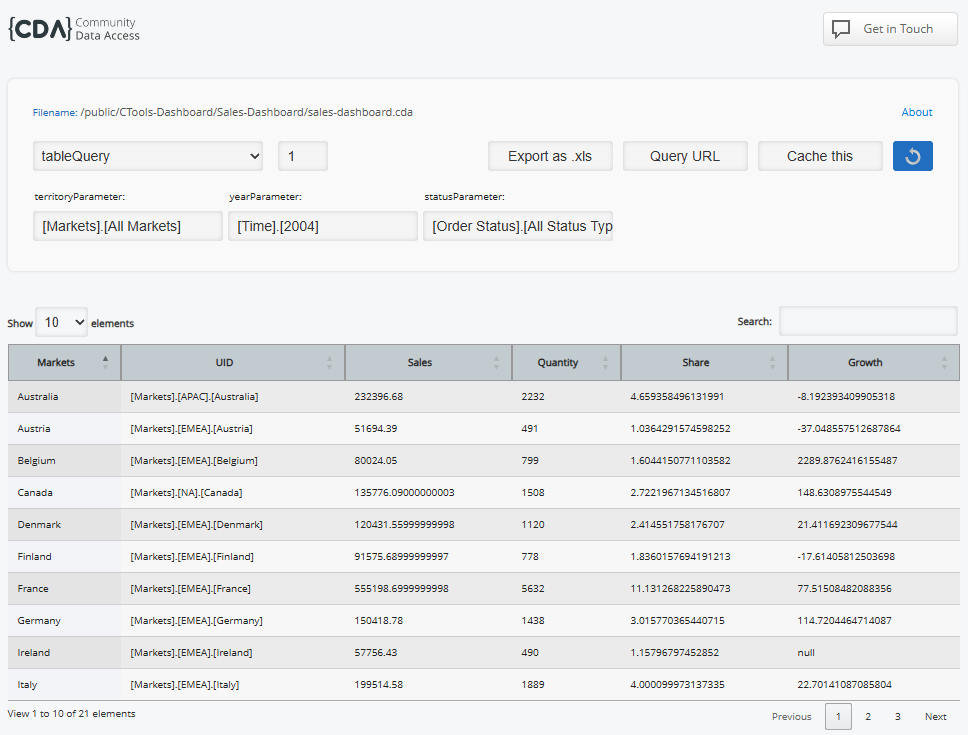 {CDA} Community
Data Access
Get in Touch
Filename: /public/CTools-Dashboard/Sales-Dashboard/sales-dashboard.cda
About
tableQuery 1 Export as .xls Query URL Cache this
territoryParameter: yearParameter: statusParameter:
[Markets].[All Markets] [Time].[2004] [Order Status].[All Status Typ
Show 10 elements Search:
Markets UID Sales Quantity Share Growth
Australia [Markets].[APAC].[Australia] 232396.68 2232 4.659358496131991 -8.192393409905318
Austria [Markets].[EMEA].[Austria] 51694.39 491 1.0364291574598252 -37.048557512687864
Belgium [Markets].[EMEA].[Belgium] 80024.05 799 1.6044150771103582 2289.8762416155487
Canada [Markets].[NA].[Canada] 135776.09000000003 1508 2.7221967134516807 148.6308975544549
Denmark [Markets].[EMEA].[Denmark] 120431.55999999998 1120 2.414551758176707 21.411692309677544
Finland [Markets].[EMEA].[Finland] 91575.68999999997 778 1.8360157694191213 -17.61405812503698
France [Markets].[EMEA].[France] 555198.6999999998 5632 11.131268225890473 77.51508482088356
Germany [Markets].[EMEA].[Germany] 150418.78 1438 3.015770365440715 114.7204464714087
Ireland [Markets].[EMEA].[Ireland] 57756.43 490 1.15796797452852 null
Italy [Markets].[EMEA].[Italy] 199514.58 1889 4.000099973137335 22.70141087085804
View 1 to 10 of 21 elements
Previous 1 2 3 Next